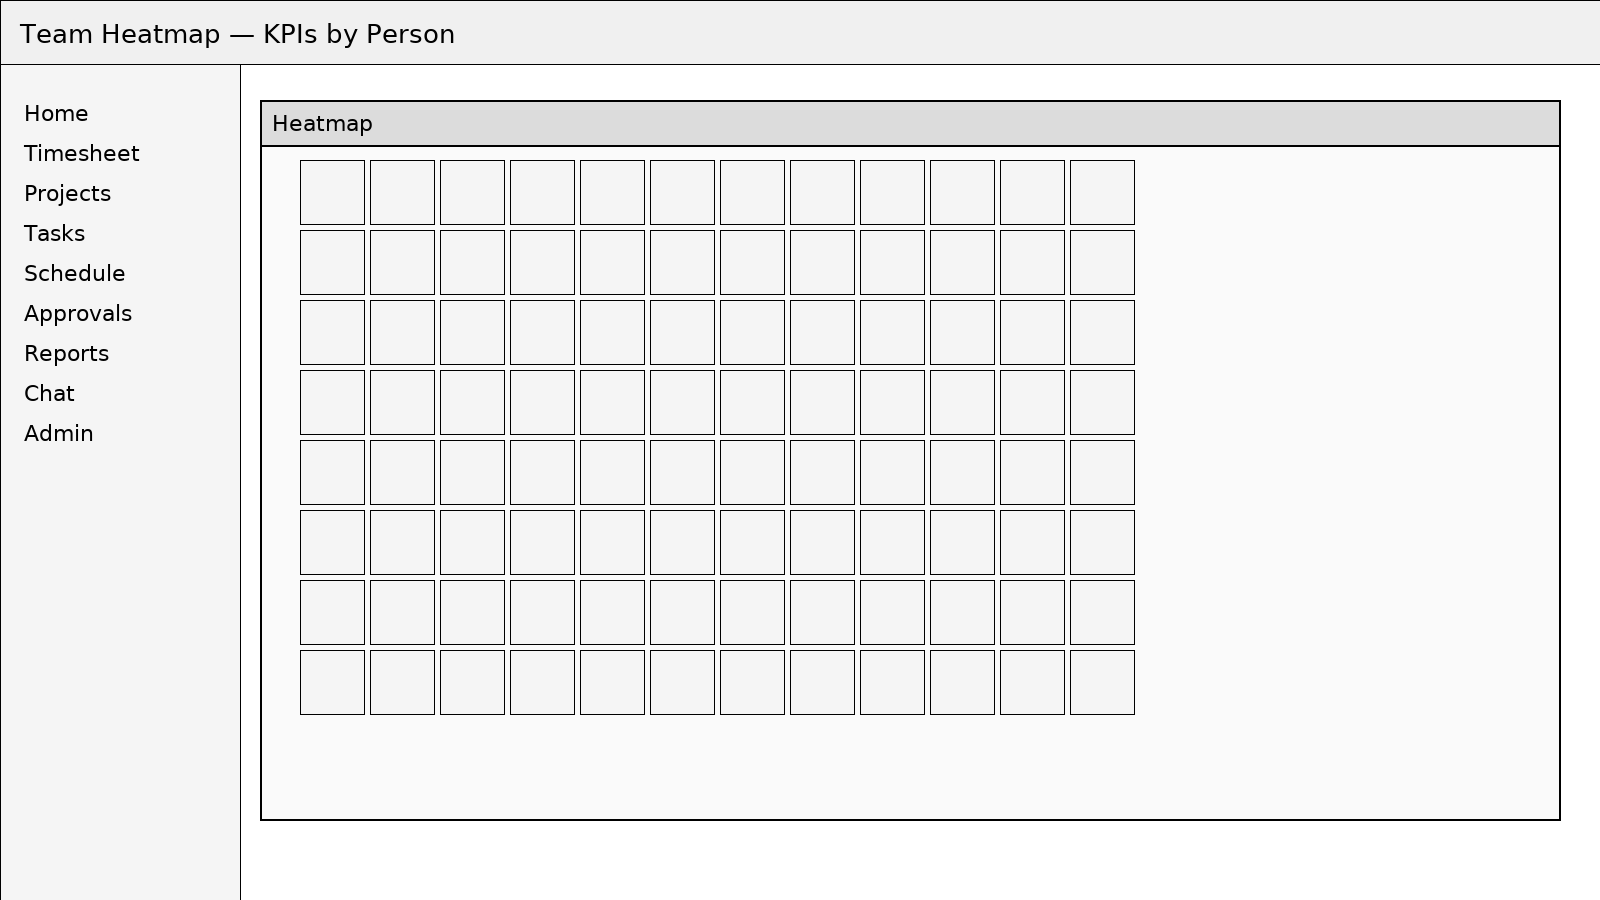 Team Heatmap — KPIs by Person
Home
Timesheet
Projects
Tasks
Schedule
Approvals
Reports
Chat
Admin
Heatmap